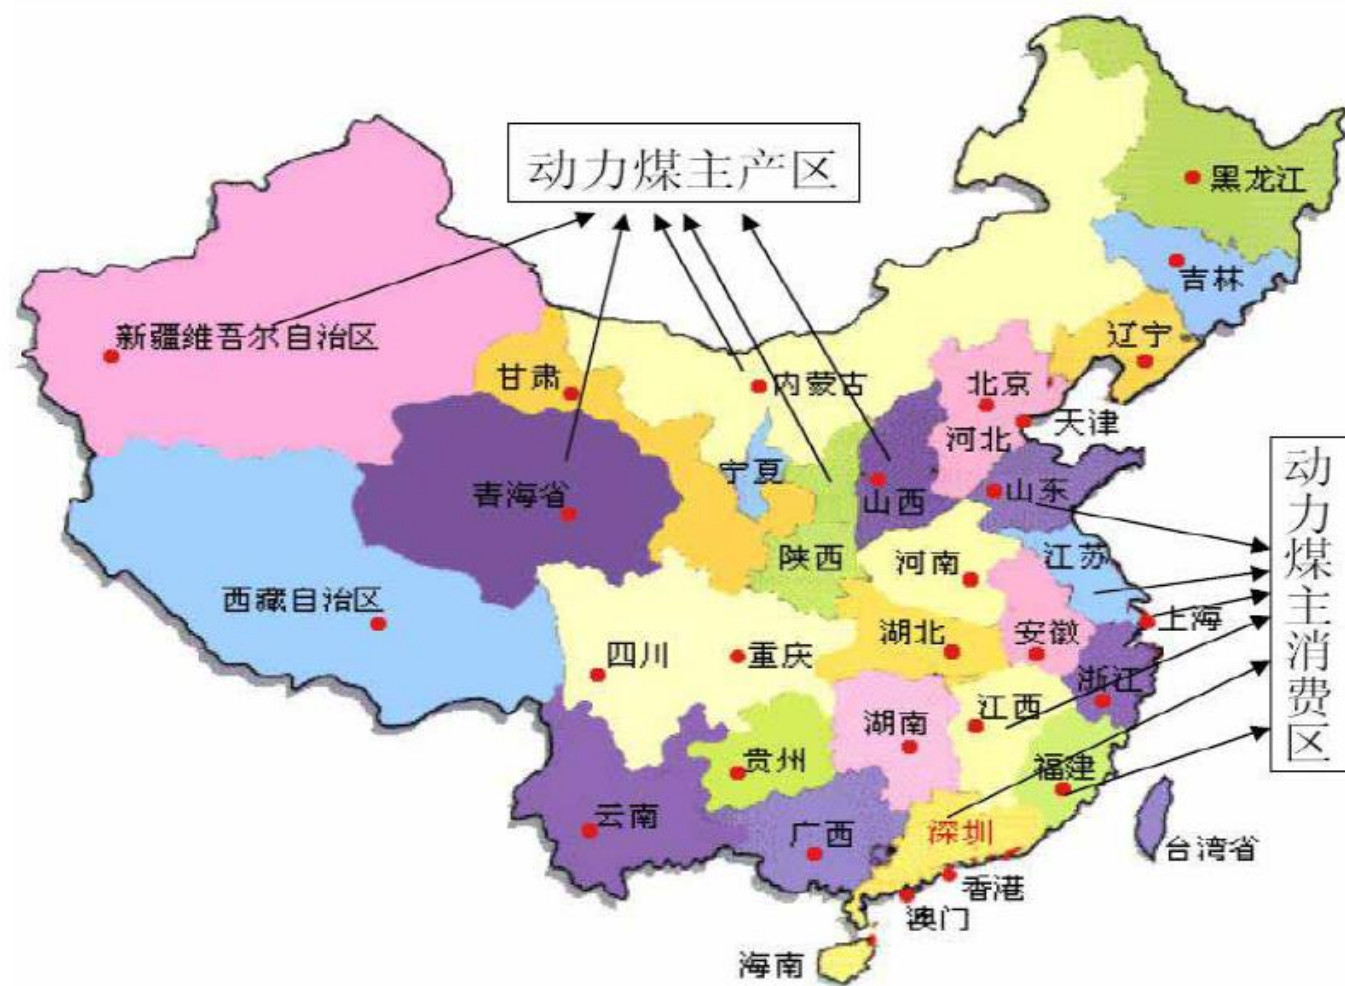 动力煤主产区
黑龙江
吉林
辽宁
新疆維吾尔自治区
甘肃
内蒙古
北京
天津
河北
宁夏
山西
山东
青海省
陕西
河南
江苏
西藏自治区
四川
重庆
湖北
安徽
上海
浙江
湖南
江西
贵州
福建
云南
广西
深圳
台湾省
香港
澳门
海南
动力煤主消费区